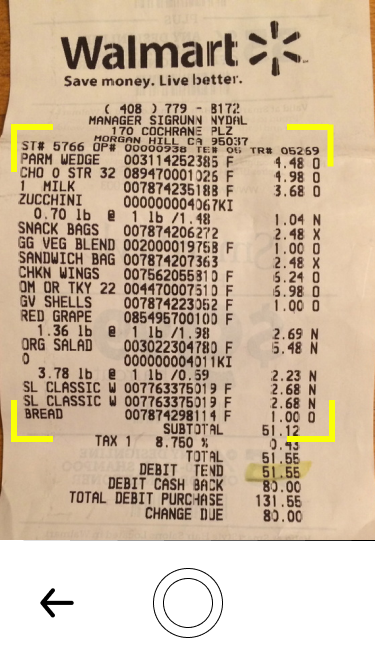 Walmart
Save money. Live better.
( 408 ) 779 - 8172
MANAGER SIGRUNN NYDAL
170 COCHRANE PLZ
MORGAN HILL CA 95037
ST# 5766 OP# 00000938 TE# 05 TR# 05269
PARM WEDGE 003114252385 F 4.48 O
CHO O STR 32 089470001026 F 4.98 O
1 MILK 007874235188 F 3.68 O
ZUCCHINI 000000004067KI
0.70 lb @ 1 lb /1.48 1.04 N
SNACK BAGS 007874206272 2.48 X
GG VEG BLEND 002000019758 F 1.00 O
SANDWICH BAG 007874207363 2.48 X
CHKN WINGS 007562055810 F 6.24 O
OM OR TKY 22 004470007510 F 6.98 O
GV SHELLS 007874223052 F 1.00 O
RED GRAPE 085495700100 F
1.36 lb @ 1 lb /1.98 2.69 N
ORG SALAD 003022304780 F 5.48 N
O 000000004011KI
3.78 lb @ 1 lb /0.59 2.23 N
SL CLASSIC W 007763375019 F 2.68 N
SL CLASSIC W 007763375019 F 2.68 N
BREAD 007874298114 F 1.00 O
SUBTOTAL 51.12
TAX 1 8.750 % 0.43
TOTAL 51.55
DEBIT TEND 51.55
DEBIT CASH BACK 80.00
TOTAL DEBIT PURCHASE 131.55
CHANGE DUE 80.00